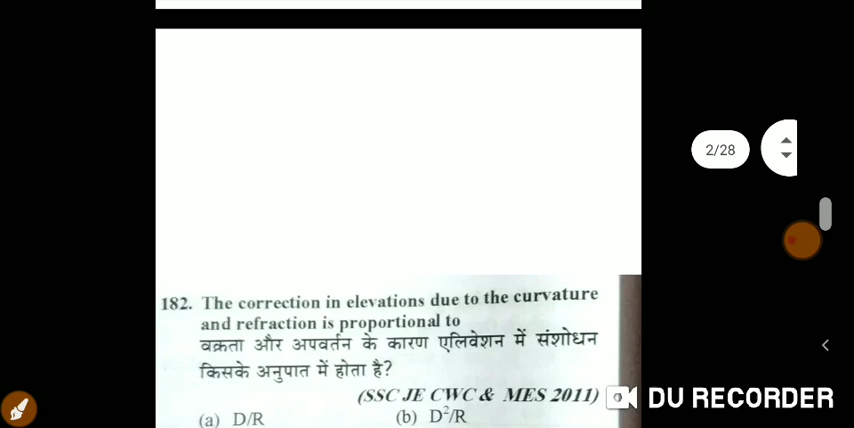 2/28
182. The correction in elevations due to the curvature
and refraction is proportional to
वक्रता और अपवर्तन के कारण एलिवेशन में संशोधन
किसके अनुपात में होता है?
(SSC JE CWC & MES 2011)
DU RECORDER
(a) D/R (b) D²/R